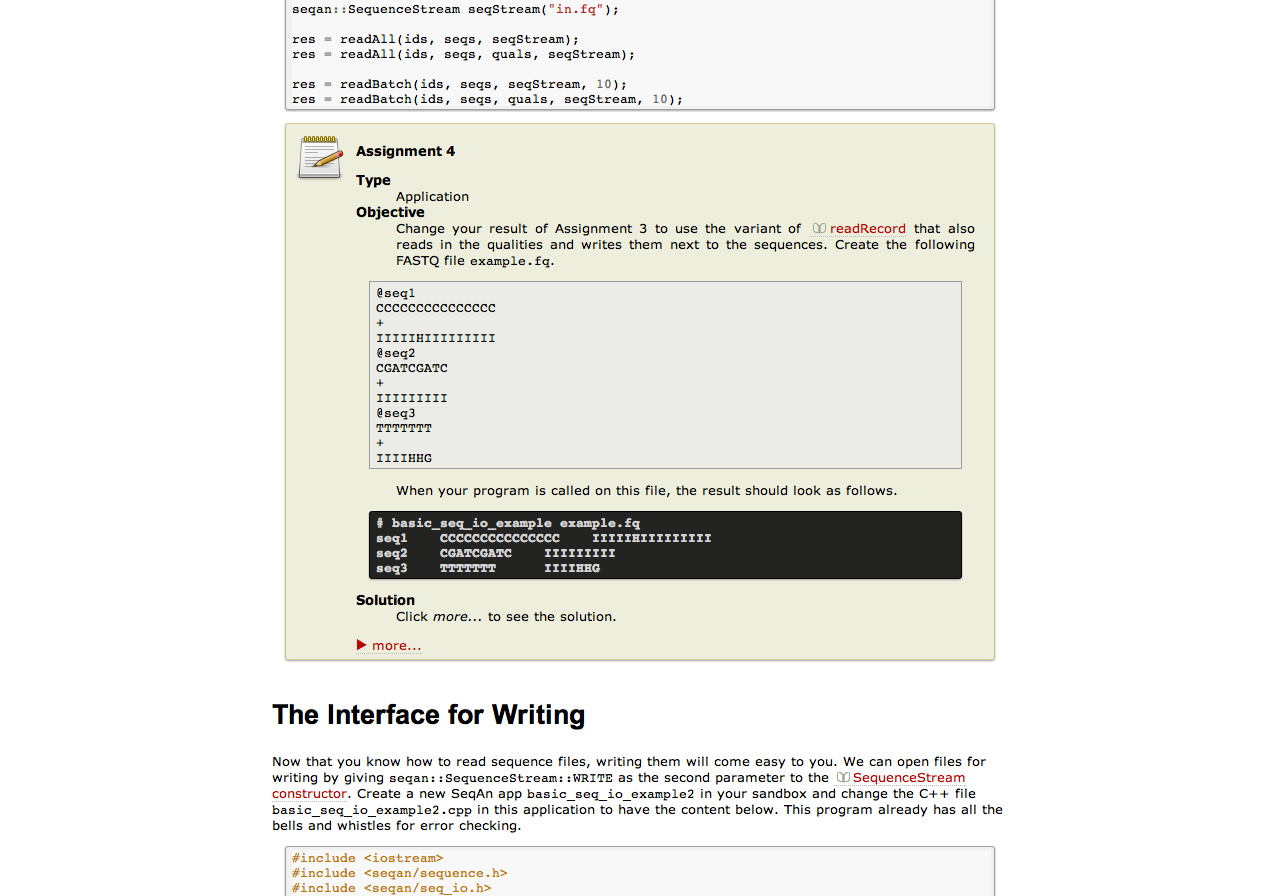 seqan::SequenceStream seqStream("in.fq");
res = readAll(ids, seqs, seqStream);
res = readAll(ids, seqs, quals, seqStream);
res = readBatch(ids, seqs, seqStream, 10);
res = readBatch(ids, seqs, quals, seqStream, 10);
Assignment 4
Type
Application
Objective
Change your result of Assignment 3 to use the variant of readRecord that also
reads in the qualities and writes them next to the sequences. Create the following
FASTQ file example.fq.
@seq1
CCCCCCCCCCCCCCC
+
IIIIIHIIIIIIIII
@seq2
CGATCGATC
+
IIIIIIIII
@seq3
TTTTTTT
+
IIIIHHG
When your program is called on this file, the result should look as follows.
# basic_seq_io_example example.fq
seq1    CCCCCCCCCCCCCCC    IIIIIHIIIIIIIII
seq2    CGATCGATC    IIIIIIIII
seq3    TTTTTTT      IIIIHHG
Solution
Click more... to see the solution.
more...
The Interface for Writing
Now that you know how to read sequence files, writing them will come easy to you. We can open files for
writing by giving seqan::SequenceStream::WRITE as the second parameter to the SequenceStream
constructor. Create a new SeqAn app basic_seq_io_example2 in your sandbox and change the C++ file
basic_seq_io_example2.cpp in this application to have the content below. This program already has all the
bells and whistles for error checking.
#include <iostream>
#include <seqan/sequence.h>
#include <seqan/seq_io.h>